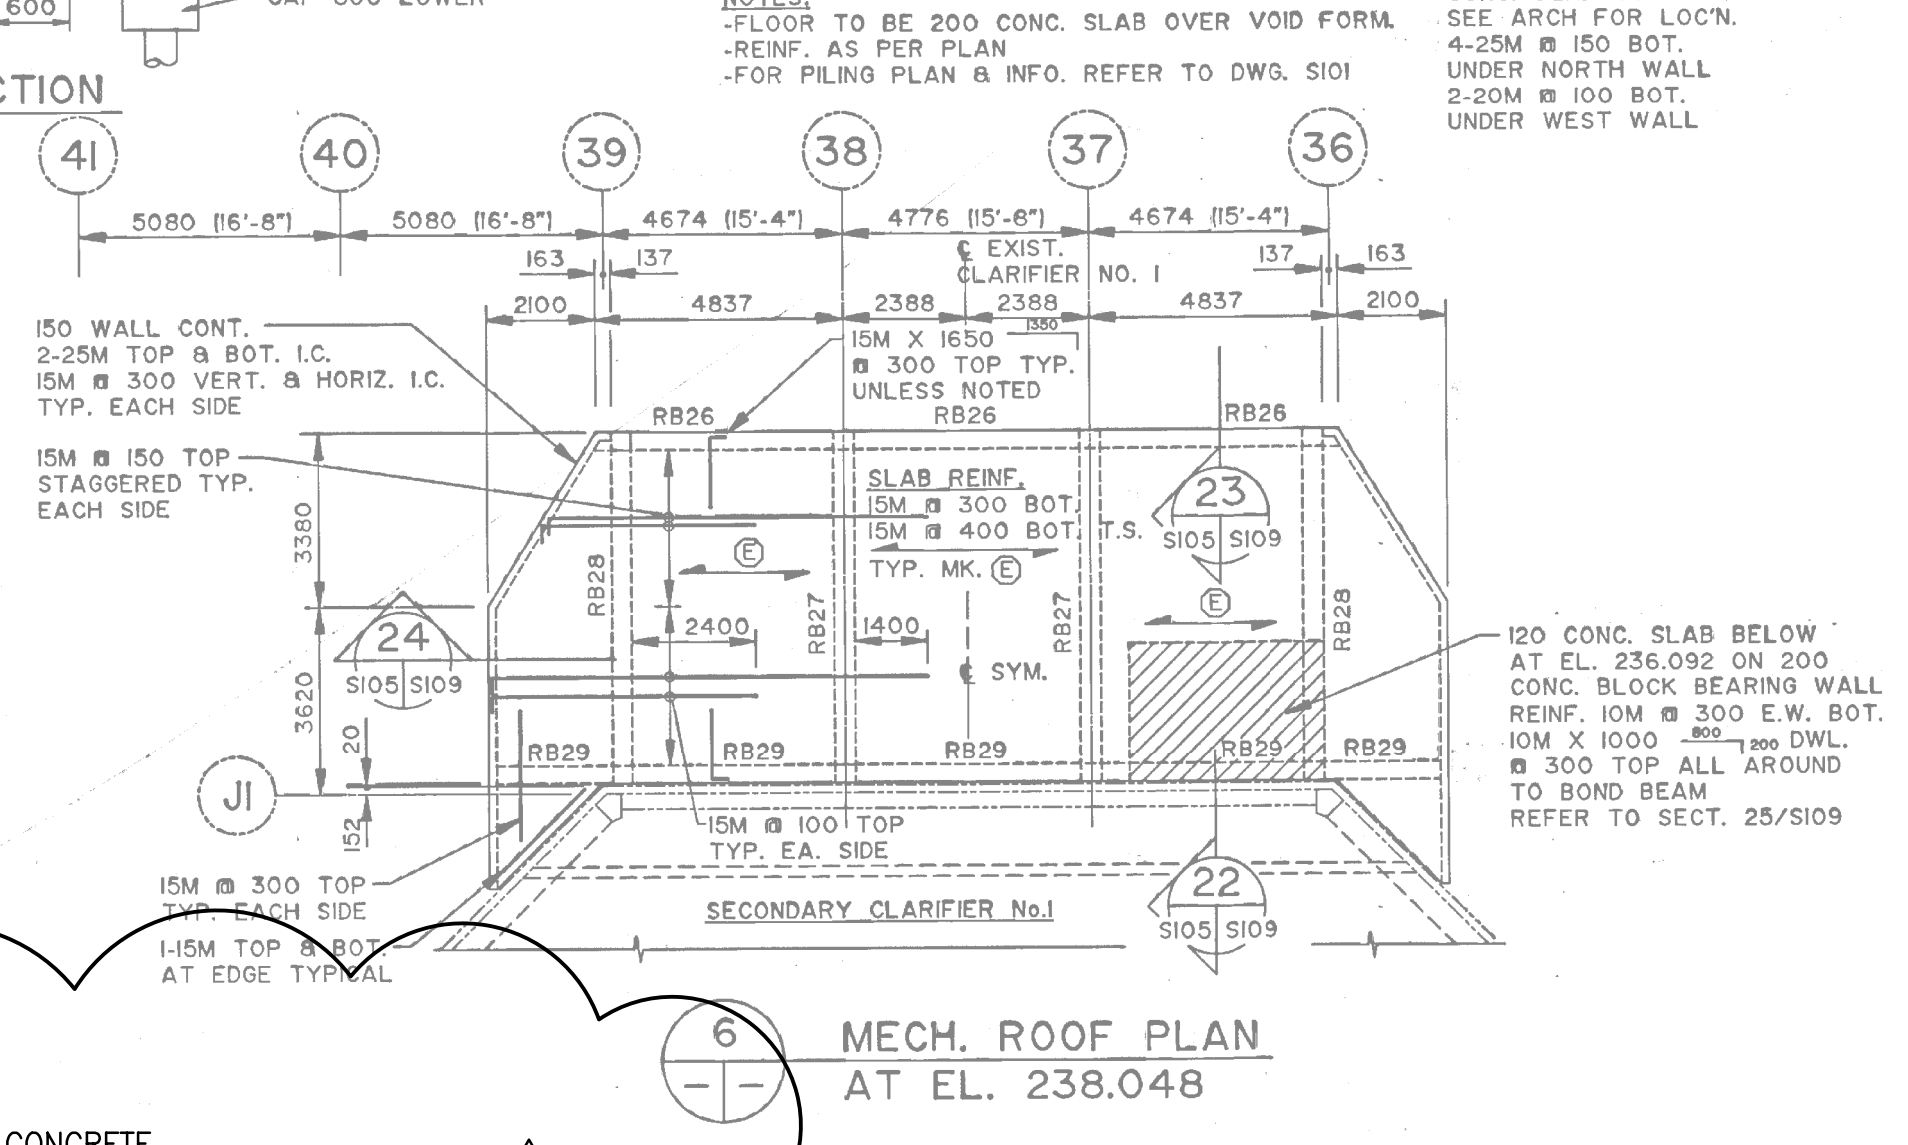 600
CAP 600 LOWER
NOTES:
-FLOOR TO BE 200 CONC. SLAB OVER VOID FORM.
-REINF. AS PER PLAN
-FOR PILING PLAN & INFO. REFER TO DWG. S101
SEE ARCH FOR LOC'N.
4-25M @ 150 BOT.
UNDER NORTH WALL
2-20M @ 100 BOT.
UNDER WEST WALL
CTION
41 40 39 38 37 36
5080 (16'-8") 5080 (16'-8") 4674 (15'-4") 4776 (15'-8") 4674 (15'-4")
163 137
℄ EXIST.
CLARIFIER NO. 1
137 163
2100 4837 2388 2388 4837 2100
150 WALL CONT.
2-25M TOP & BOT. I.C.
15M @ 300 VERT. & HORIZ. I.C.
TYP. EACH SIDE
15M X 1650 1350
@ 300 TOP TYP.
UNLESS NOTED
RB26 RB26 RB26
15M @ 150 TOP
STAGGERED TYP.
EACH SIDE
SLAB REINF.
15M @ 300 BOT.
15M @ 400 BOT. T.S.
TYP. MK. E
23
S105 S109
3380
RB28
E
RB27
RB27
E
RB28
24
S105 S109
2400 1400
℄ SYM.
3620
120 CONC. SLAB BELOW
AT EL. 236.092 ON 200
CONC. BLOCK BEARING WALL
REINF. 10M @ 300 E.W. BOT.
10M X 1000 800 200 DWL.
@ 300 TOP ALL AROUND
TO BOND BEAM
REFER TO SECT. 25/S109
20
RB29 RB29 RB29 RB29 RB29
J1
152
15M @ 100 TOP
TYP. EA. SIDE
15M @ 300 TOP
TYP. EACH SIDE
1-15M TOP & BOT.
AT EDGE TYPICAL
SECONDARY CLARIFIER No.1
22
S105 S109
6
MECH. ROOF PLAN
AT EL. 238.048
CONCRETE